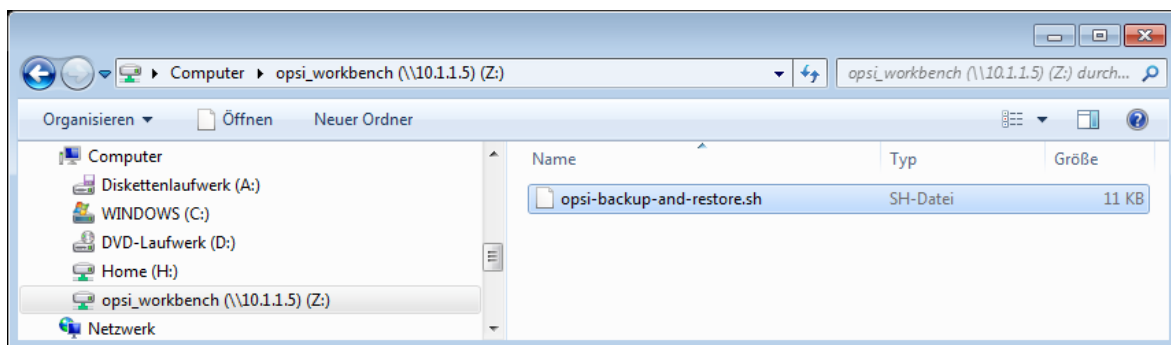 Computer opsi_workbench (\\10.1.1.5) (Z:) opsi_workbench (\\10.1.1.5) (Z:) durch...
Organisieren Öffnen Neuer Ordner
Computer
Diskettenlaufwerk (A:)
WINDOWS (C:)
DVD-Laufwerk (D:)
Home (H:)
opsi_workbench (\\10.1.1.5) (Z:)
Netzwerk
Name Typ Größe
opsi-backup-and-restore.sh SH-Datei 11 KB